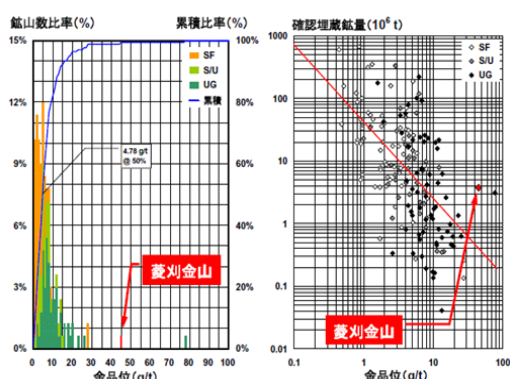 鉱山数比率(%)
累積比率(%)
15%
12%
9%
6%
3%
0%
100%
80%
60%
40%
20%
0%
SF
S/U
UG
累積
4.78 g/t
@ 50%
菱刈金山
0 10 20 30 40 50 60 70 80 90 100
金品位(g/t)
確認埋蔵鉱量(10⁶ t)
1000
100
10
1
0.1
0.01
SF
S/U
UG
菱刈金山
0.1 1 10 100
金品位(g/t)